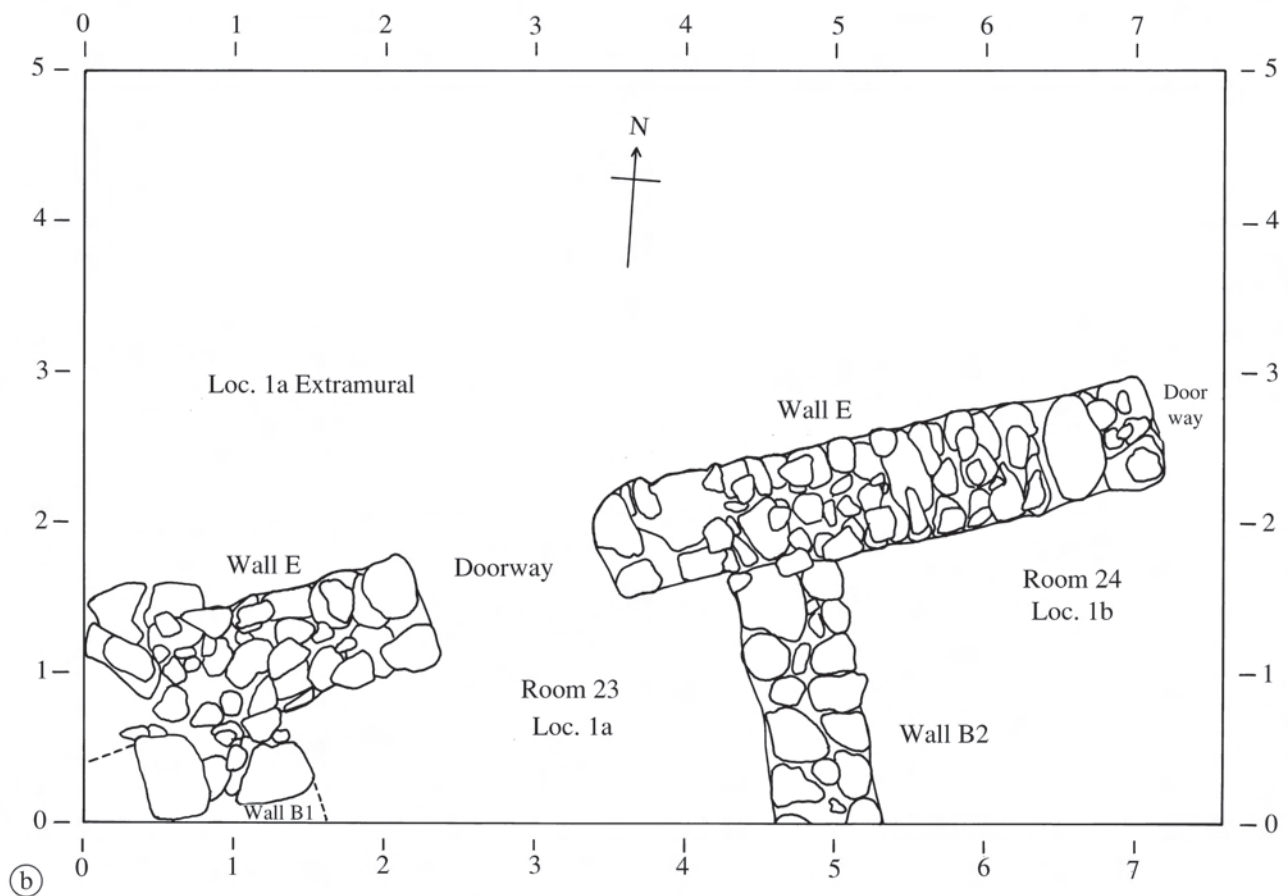 0 1 2 3 4 5 6 7
5 5
N
4 4
3 3
Loc. 1a Extramural
Wall E
Door
way
2 2
Wall E
Doorway
Room 24
Loc. 1b
1 1
Room 23
Loc. 1a
Wall B2
Wall B1
0 0
0 1 2 3 4 5 6 7
b